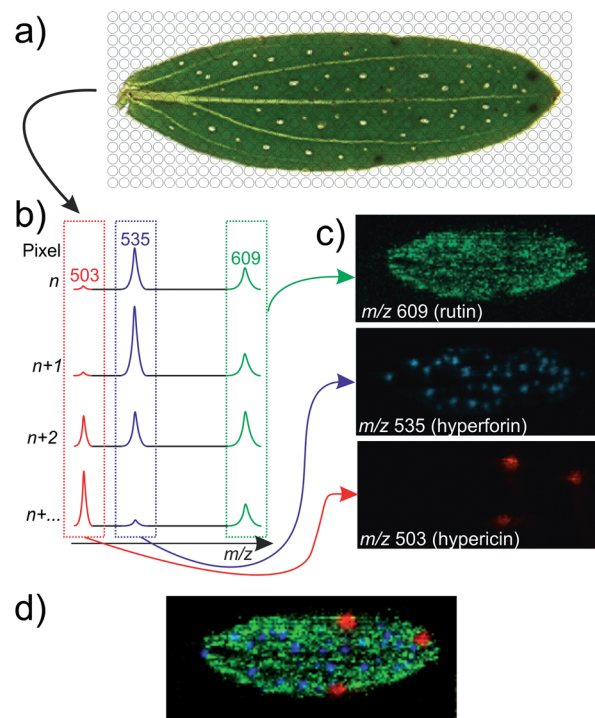 a)
b)
Pixel
503
535
609
n
n+1
n+2
n+...
m/z
c)
m/z 609 (rutin)
m/z 535 (hyperforin)
m/z 503 (hypericin)
d)